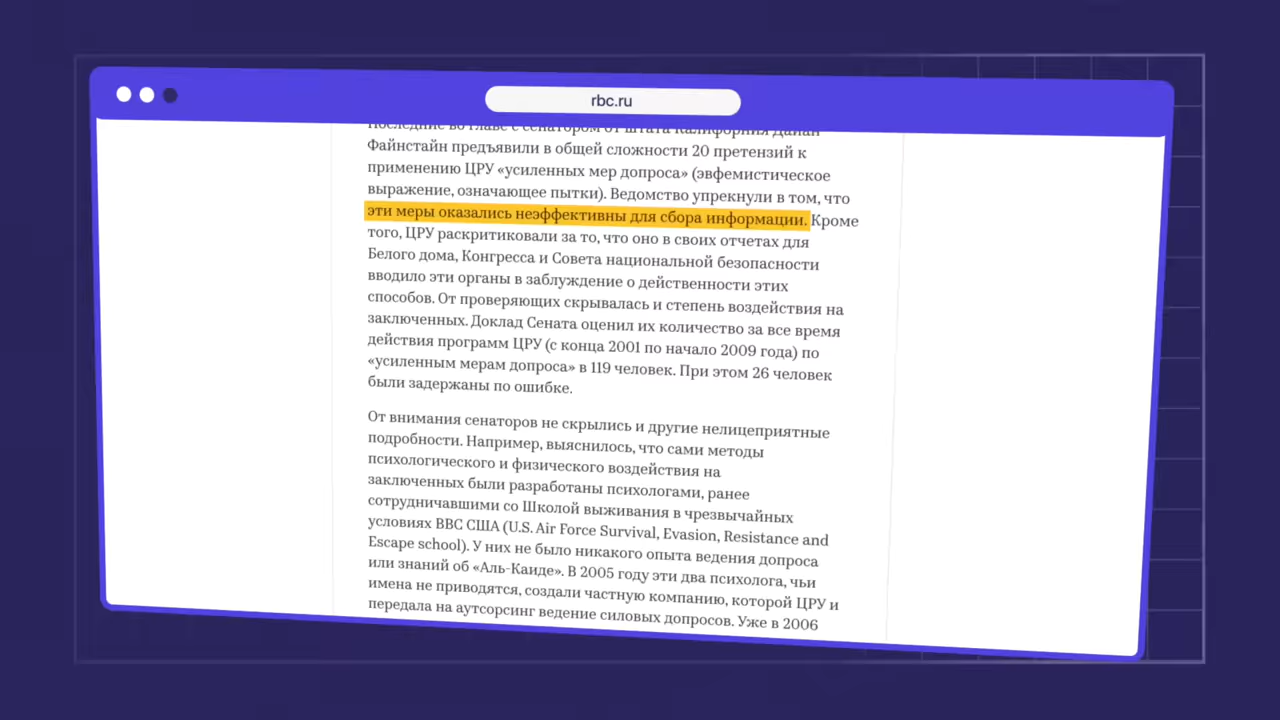 rbc.ru
Последние во главе с сенатором от штата Калифорния Дайан
Файнстайн предъявили в общей сложности 20 претензий к
применению ЦРУ «усиленных мер допроса» (эвфемистическое
выражение, означающее пытки). Ведомство упрекнули в том, что
эти меры оказались неэффективны для сбора информации. Кроме
того, ЦРУ раскритиковали за то, что оно в своих отчетах для
Белого дома, Конгресса и Совета национальной безопасности
вводило эти органы в заблуждение о действенности этих
способов. От проверяющих скрывалась и степень воздействия на
заключенных. Доклад Сената оценил их количество за все время
действия программ ЦРУ (с конца 2001 по начало 2009 года) по
«усиленным мерам допроса» в 119 человек. При этом 26 человек
были задержаны по ошибке.
От внимания сенаторов не скрылись и другие нелицеприятные
подробности. Например, выяснилось, что сами методы
психологического и физического воздействия на
заключенных были разработаны психологами, ранее
сотрудничавшими со Школой выживания в чрезвычайных
условиях ВВС США (U.S. Air Force Survival, Evasion, Resistance and
Escape school). У них не было никакого опыта ведения допроса
или знаний об «Аль-Каиде». В 2005 году эти два психолога, чьи
имена не приводятся, создали частную компанию, которой ЦРУ и
передала на аутсорсинг ведение силовых допросов. Уже в 2006